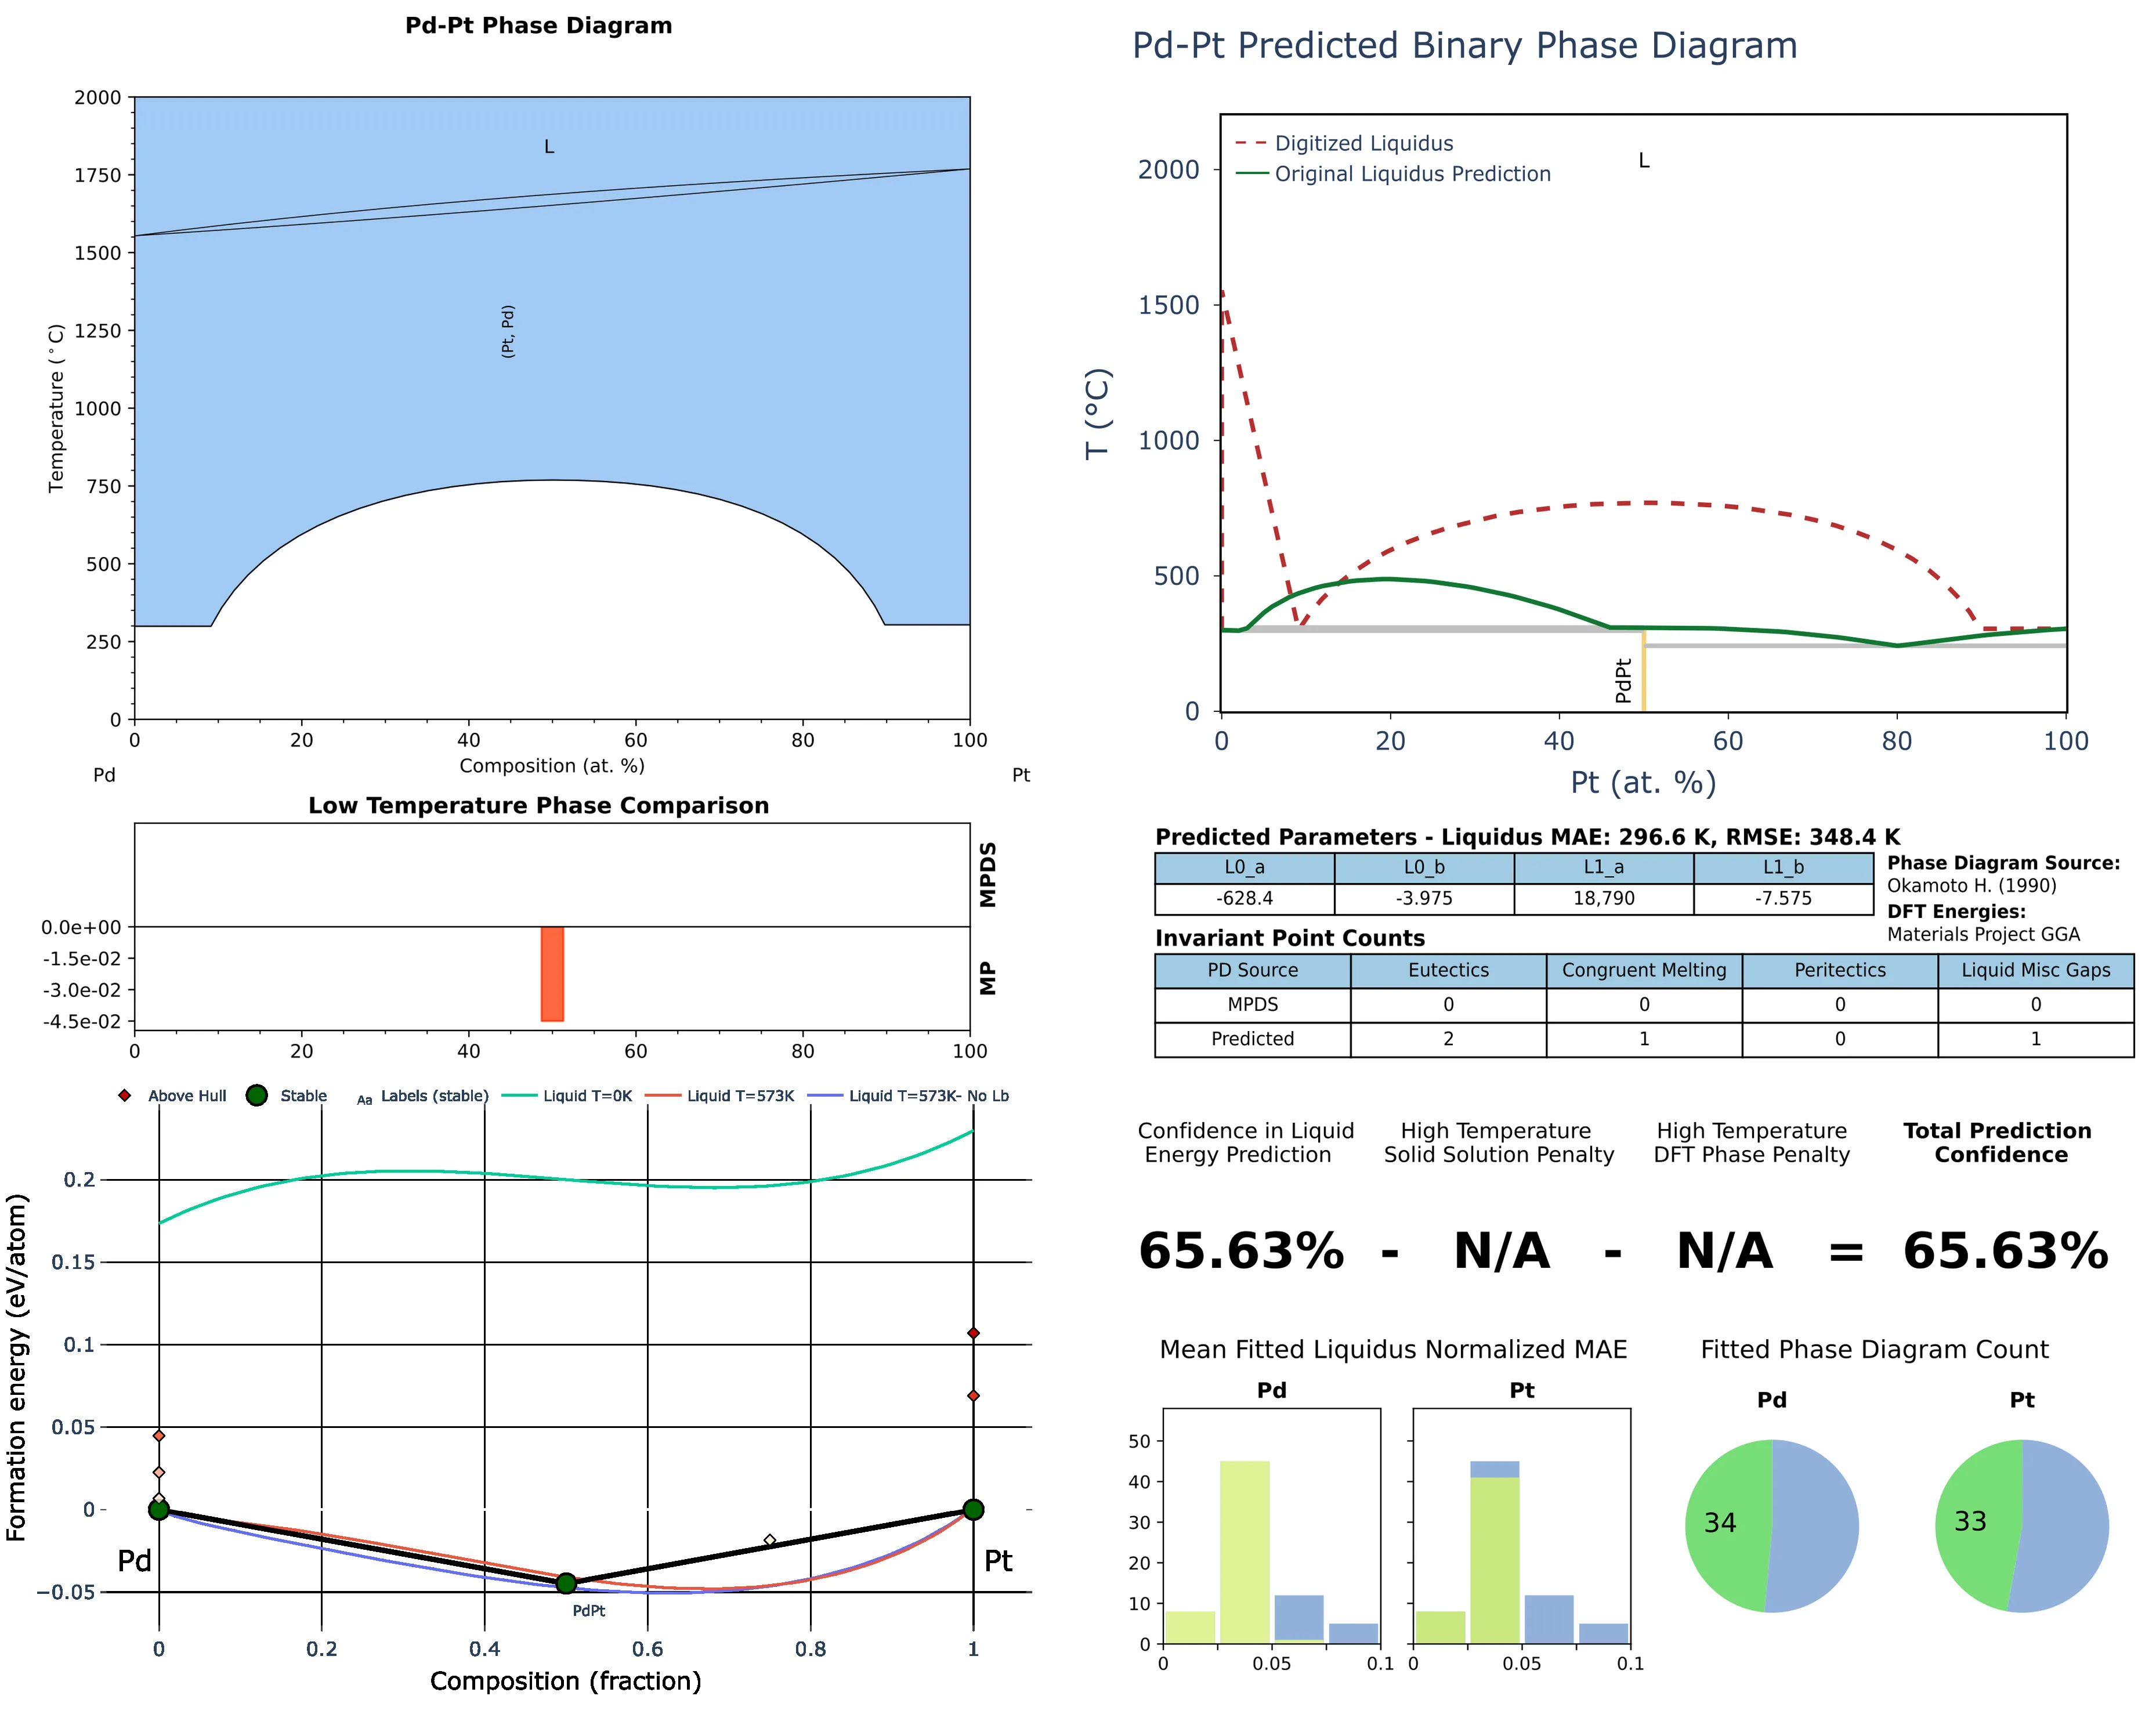 Pd-Pt Phase Diagram
2000
1750
1500
1250
1000
750
500
250
0
Temperature (°C)
L
(Pt, Pd)
0 20 40 60 80 100
Composition (at. %)
Pd Pt
Low Temperature Phase Comparison
MPDS
MP
0.0e+00
-1.5e-02
-3.0e-02
-4.5e-02
0 20 40 60 80 100
Above Hull Stable Aa Labels (stable) Liquid T=0K Liquid T=573K Liquid T=573K- No Lb
Formation energy (eV/atom)
0.2
0.15
0.1
0.05
0
−0.05
Pd Pt
PdPt
0 0.2 0.4 0.6 0.8 1
Composition (fraction)
Pd-Pt Predicted Binary Phase Diagram
Digitized Liquidus
Original Liquidus Prediction
L
T (°C)
2000
1500
1000
500
0
PdPt
0 20 40 60 80 100
Pt (at. %)
Predicted Parameters - Liquidus MAE: 296.6 K, RMSE: 348.4 K
L0_a L0_b L1_a L1_b
-628.4 -3.975 18,790 -7.575
Phase Diagram Source:
Okamoto H. (1990)
DFT Energies:
Materials Project GGA
Invariant Point Counts
PD Source Eutectics Congruent Melting Peritectics Liquid Misc Gaps
MPDS 0 0 0 0
Predicted 2 1 0 1
Confidence in Liquid
Energy Prediction
High Temperature
Solid Solution Penalty
High Temperature
DFT Phase Penalty
Total Prediction
Confidence
65.63% - N/A - N/A = 65.63%
Mean Fitted Liquidus Normalized MAE
Pd Pt
50
40
30
20
10
0
0 0.05 0.1
0 0.05 0.1
Fitted Phase Diagram Count
Pd Pt
34 33